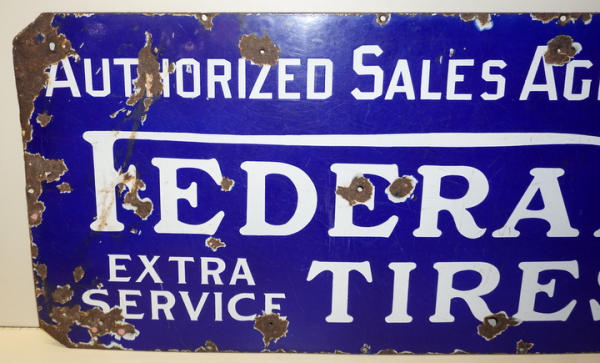 AUTHORIZED SALES AG
FEDERA
EXTRA
SERVICE
TIRES